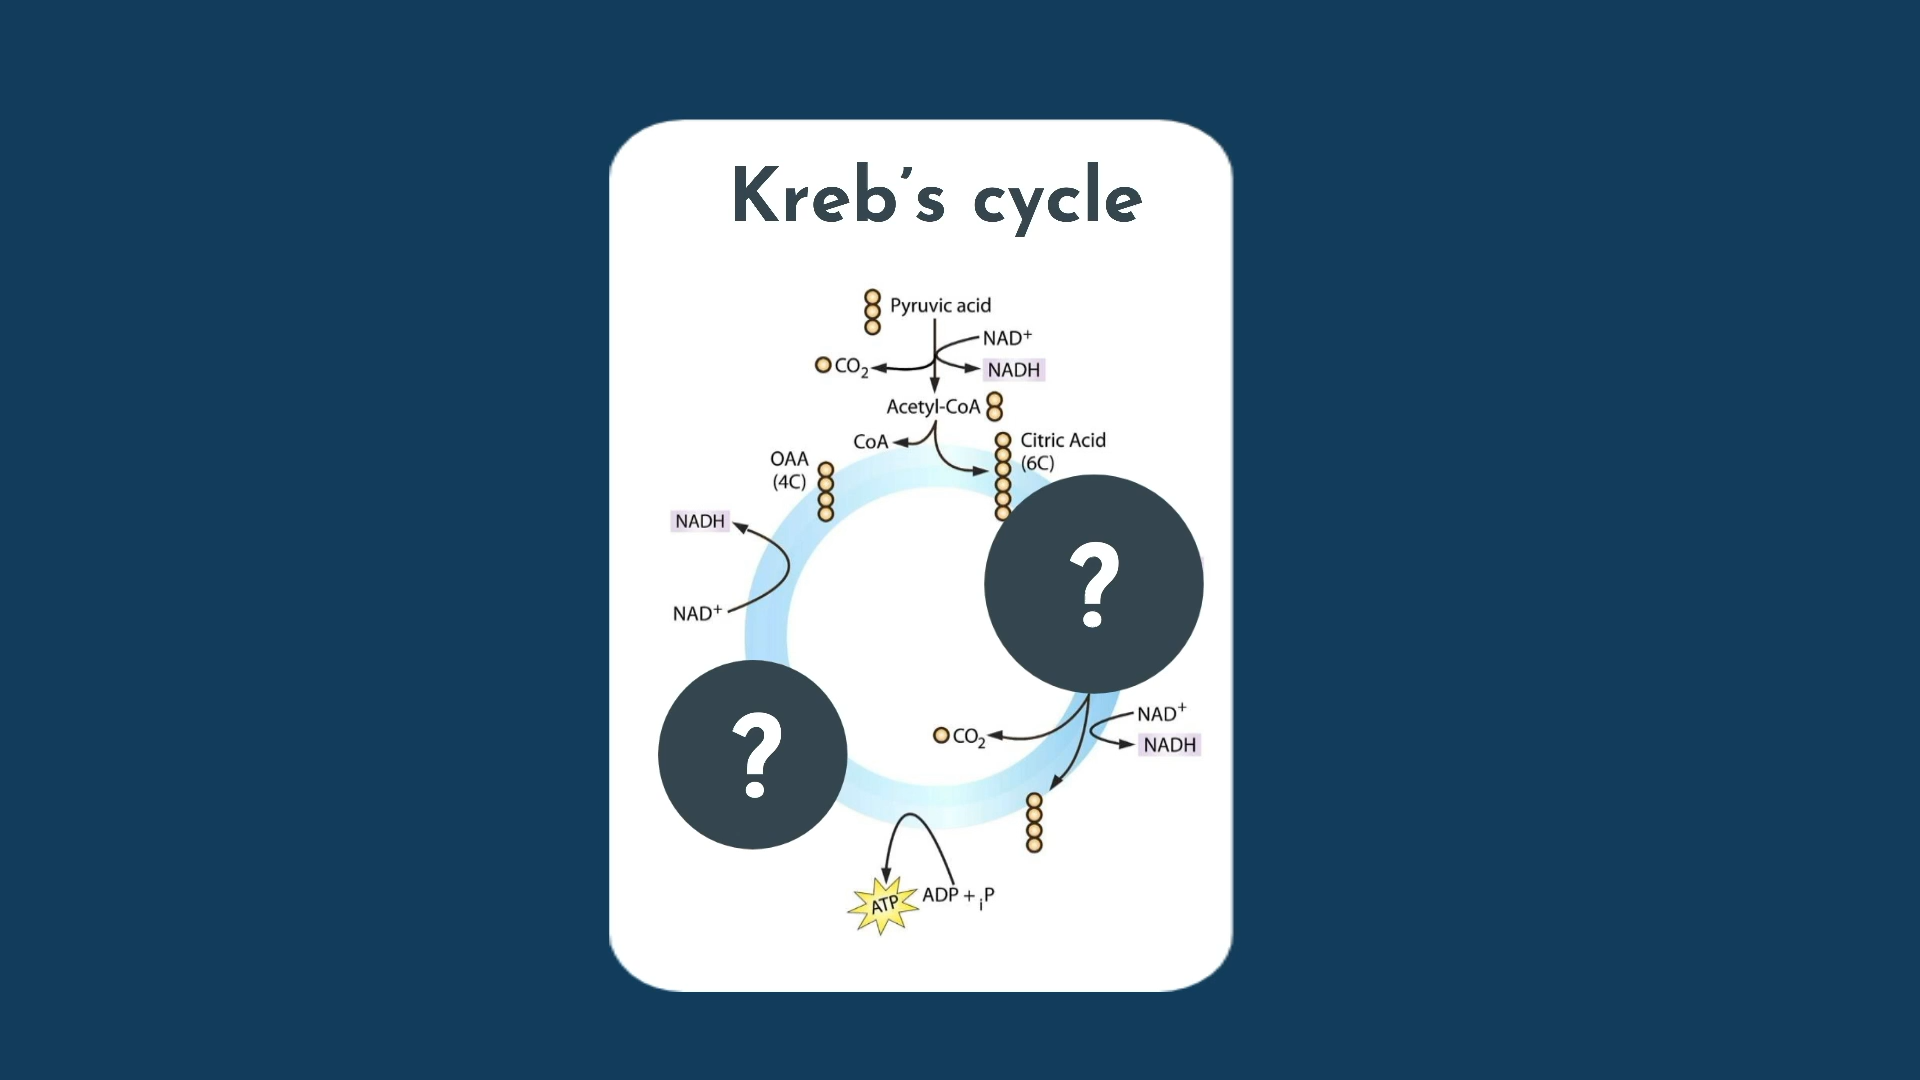 Kreb’s cycle
Pyruvic acid
NAD⁺
CO₂
NADH
Acetyl-CoA
CoA
Citric Acid
(6C)
OAA
(4C)
NADH
?
NAD⁺
?
CO₂
NAD⁺
NADH
ATP
ADP + ᵢP